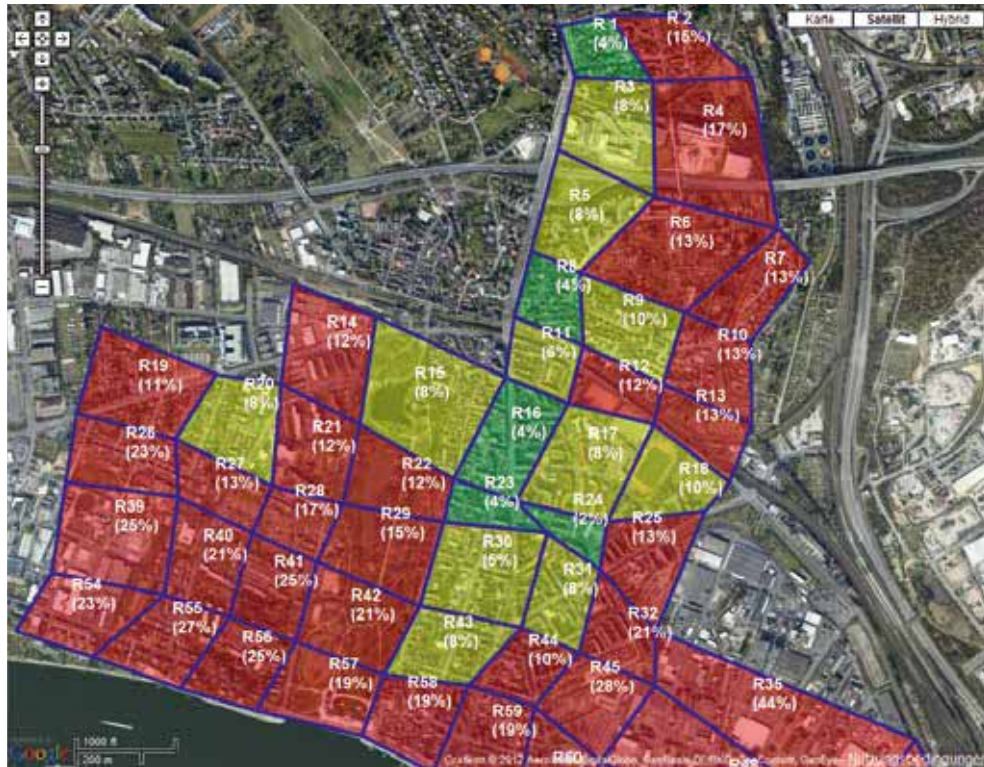 Karte
Satellit
Hybrid
R 1
(4%)
R 2
(15%)
R3
(8%)
R4
(17%)
R5
(8%)
R6
(13%)
R7
(13%)
R8
(4%)
R9
(10%)
R10
(13%)
R11
(6%)
R12
(12%)
R13
(13%)
R14
(12%)
R15
(8%)
R16
(4%)
R17
(8%)
R18
(10%)
R19
(11%)
R20
(8%)
R21
(12%)
R22
(12%)
R23
(4%)
R24
(2%)
R25
(13%)
R26
(23%)
R27
(13%)
R28
(17%)
R29
(15%)
R30
(5%)
R31
(8%)
R32
(21%)
R35
(44%)
R39
(25%)
R40
(21%)
R41
(25%)
R42
(21%)
R43
(8%)
R44
(10%)
R45
(28%)
R54
(23%)
R55
(27%)
R56
(25%)
R57
(19%)
R58
(19%)
R59
(19%)
R60
Google
1000 ft
200 m
Nutzungsbedingungen